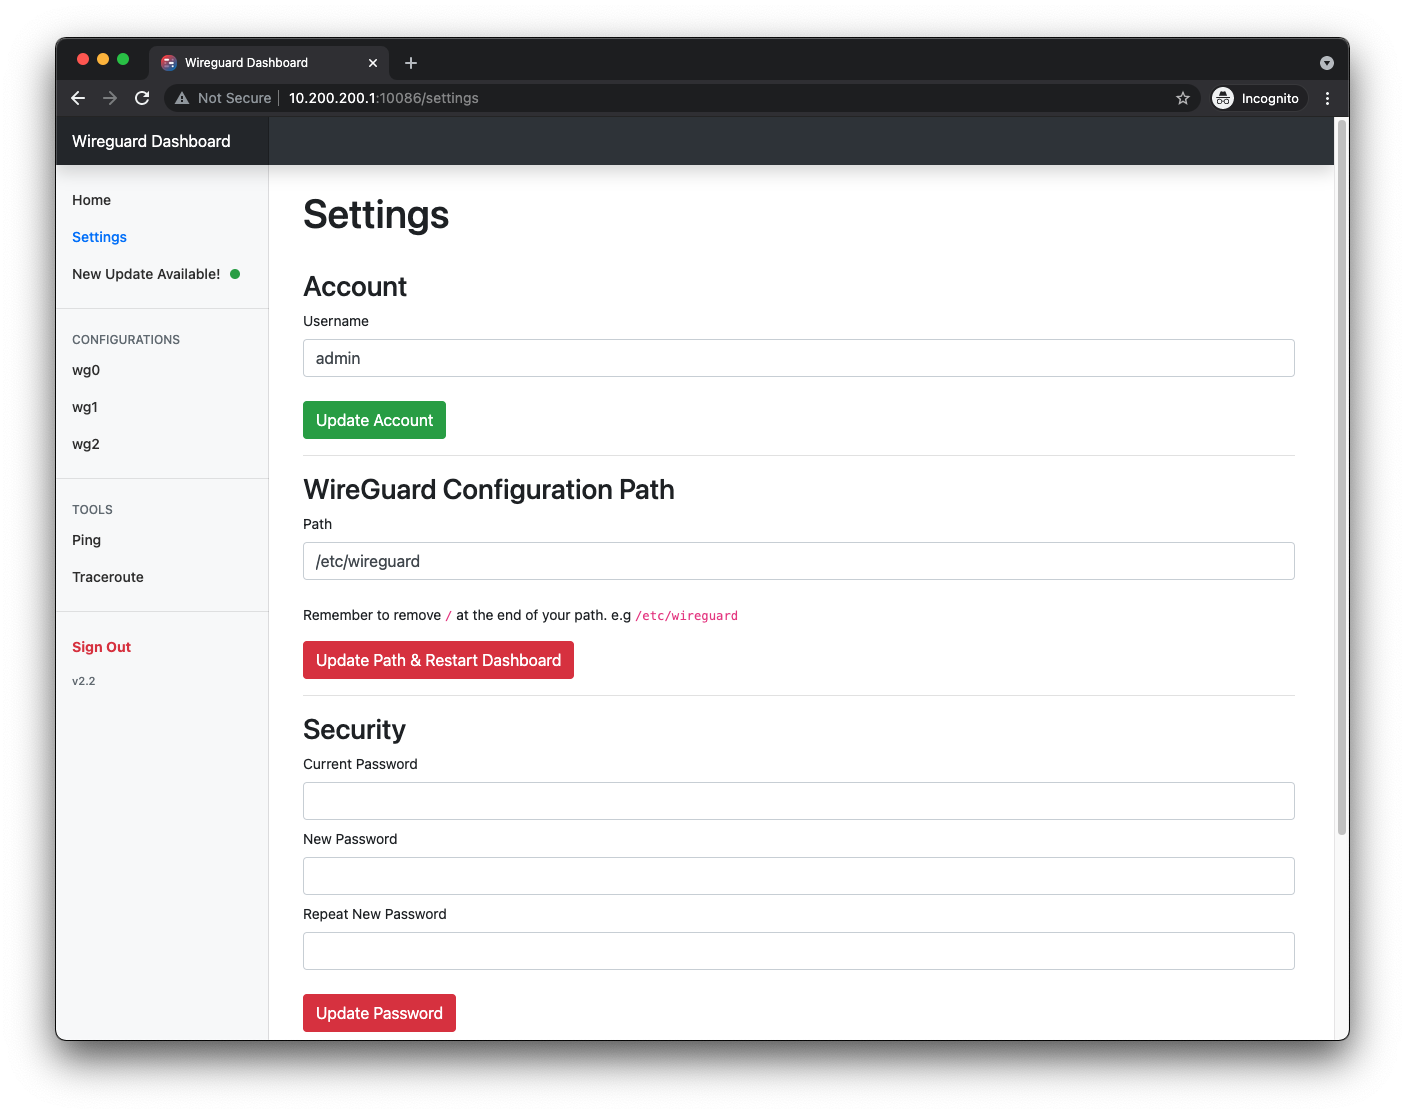 Wireguard Dashboard
Not Secure 10.200.200.1:10086/settings Incognito
Wireguard Dashboard
Home
Settings
New Update Available!
CONFIGURATIONS
wg0
wg1
wg2
TOOLS
Ping
Traceroute
Sign Out
v2.2
Settings
Account
Username
admin
Update Account
WireGuard Configuration Path
Path
/etc/wireguard
Remember to remove / at the end of your path. e.g /etc/wireguard
Update Path & Restart Dashboard
Security
Current Password
New Password
Repeat New Password
Update Password